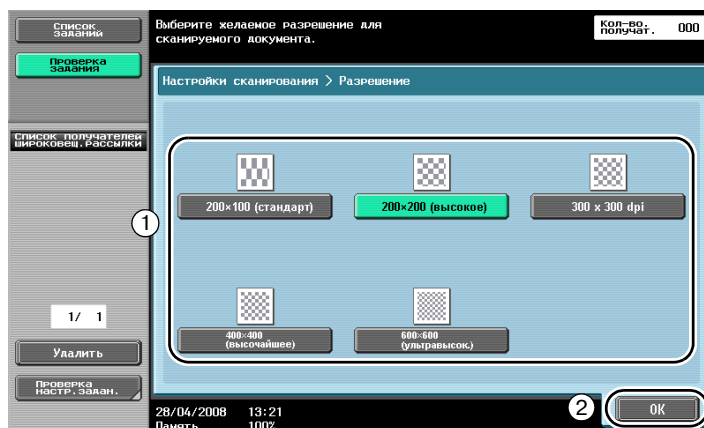 Список
заданий
Выберите желаемое разрешение для
сканируемого документа.
Кол-во.
получат.
000
Проверка
задания
Настройки сканирования > Разрешение
Список получателей
широковещ.рассылки
200×100 (стандарт)
200×200 (высокое)
300 x 300 dpi
1
400×400
(высочайшее)
600×600
(ультравысок.)
1/ 1
Удалить
Проверка
настр.задан.
28/04/2008 13:21
Память 100%
2
OK